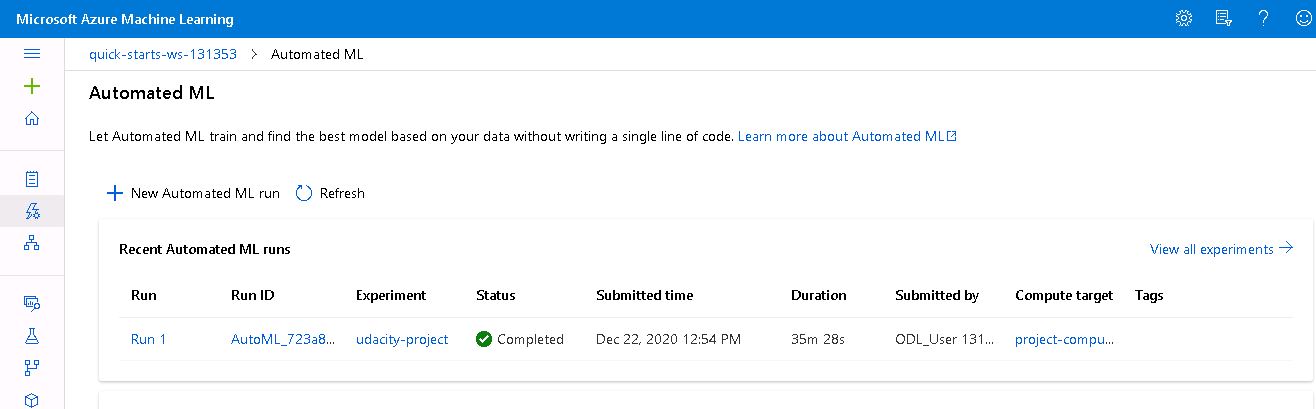 Microsoft Azure Machine Learning
quick-starts-ws-131353 > Automated ML
Automated ML
Let Automated ML train and find the best model based on your data without writing a single line of code. Learn more about Automated ML
New Automated ML run Refresh
Recent Automated ML runs View all experiments
Run Run ID Experiment Status Submitted time Duration Submitted by Compute target Tags
Run 1 AutoML_723a8... udacity-project Completed Dec 22, 2020 12:54 PM 35m 28s ODL_User 131... project-compu...